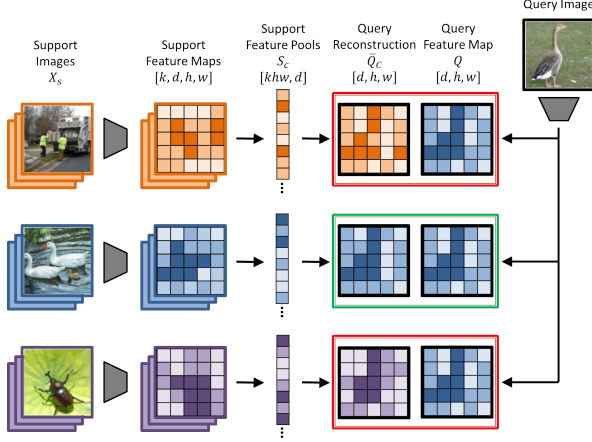 Query Image
Support
Images
X_S
Support
Feature Maps
[k, d, h, w]
Support
Feature Pools
S_c
[khw, d]
Query
Reconstruction
Q̄_C
[d, h, w]
Query
Feature Map
Q
[d, h, w]